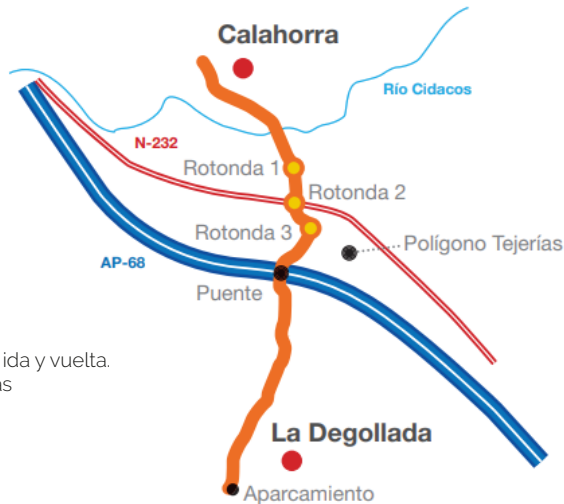 Calahorra
Río Cidacos
N-232
Rotonda 1
Rotonda 2
Rotonda 3
Polígono Tejerías
AP-68
Puente
ida y vuelta.
as
La Degollada
Aparcamiento